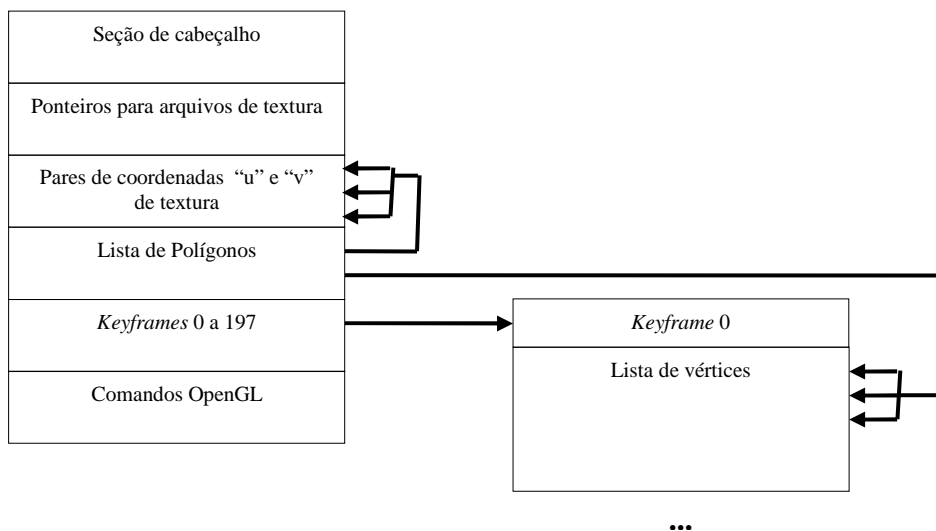 Seção de cabeçalho
Ponteiros para arquivos de textura
Pares de coordenadas “u” e “v”
de textura
Lista de Polígonos
Keyframes 0 a 197
Comandos OpenGL
Keyframe 0
Lista de vértices
...